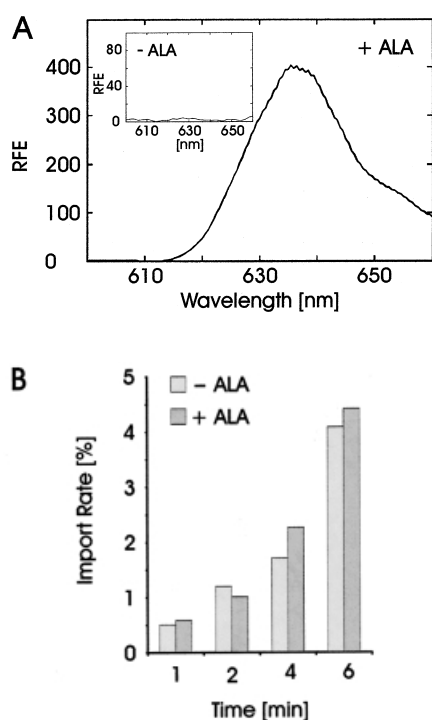 A
- ALA
+ ALA
RFE
80
40
0
610
630
650
[nm]
RFE
400
300
200
100
0
610
630
650
Wavelength [nm]
B
- ALA
+ ALA
Import Rate [%]
5
4
3
2
1
0
1
2
4
6
Time [min]